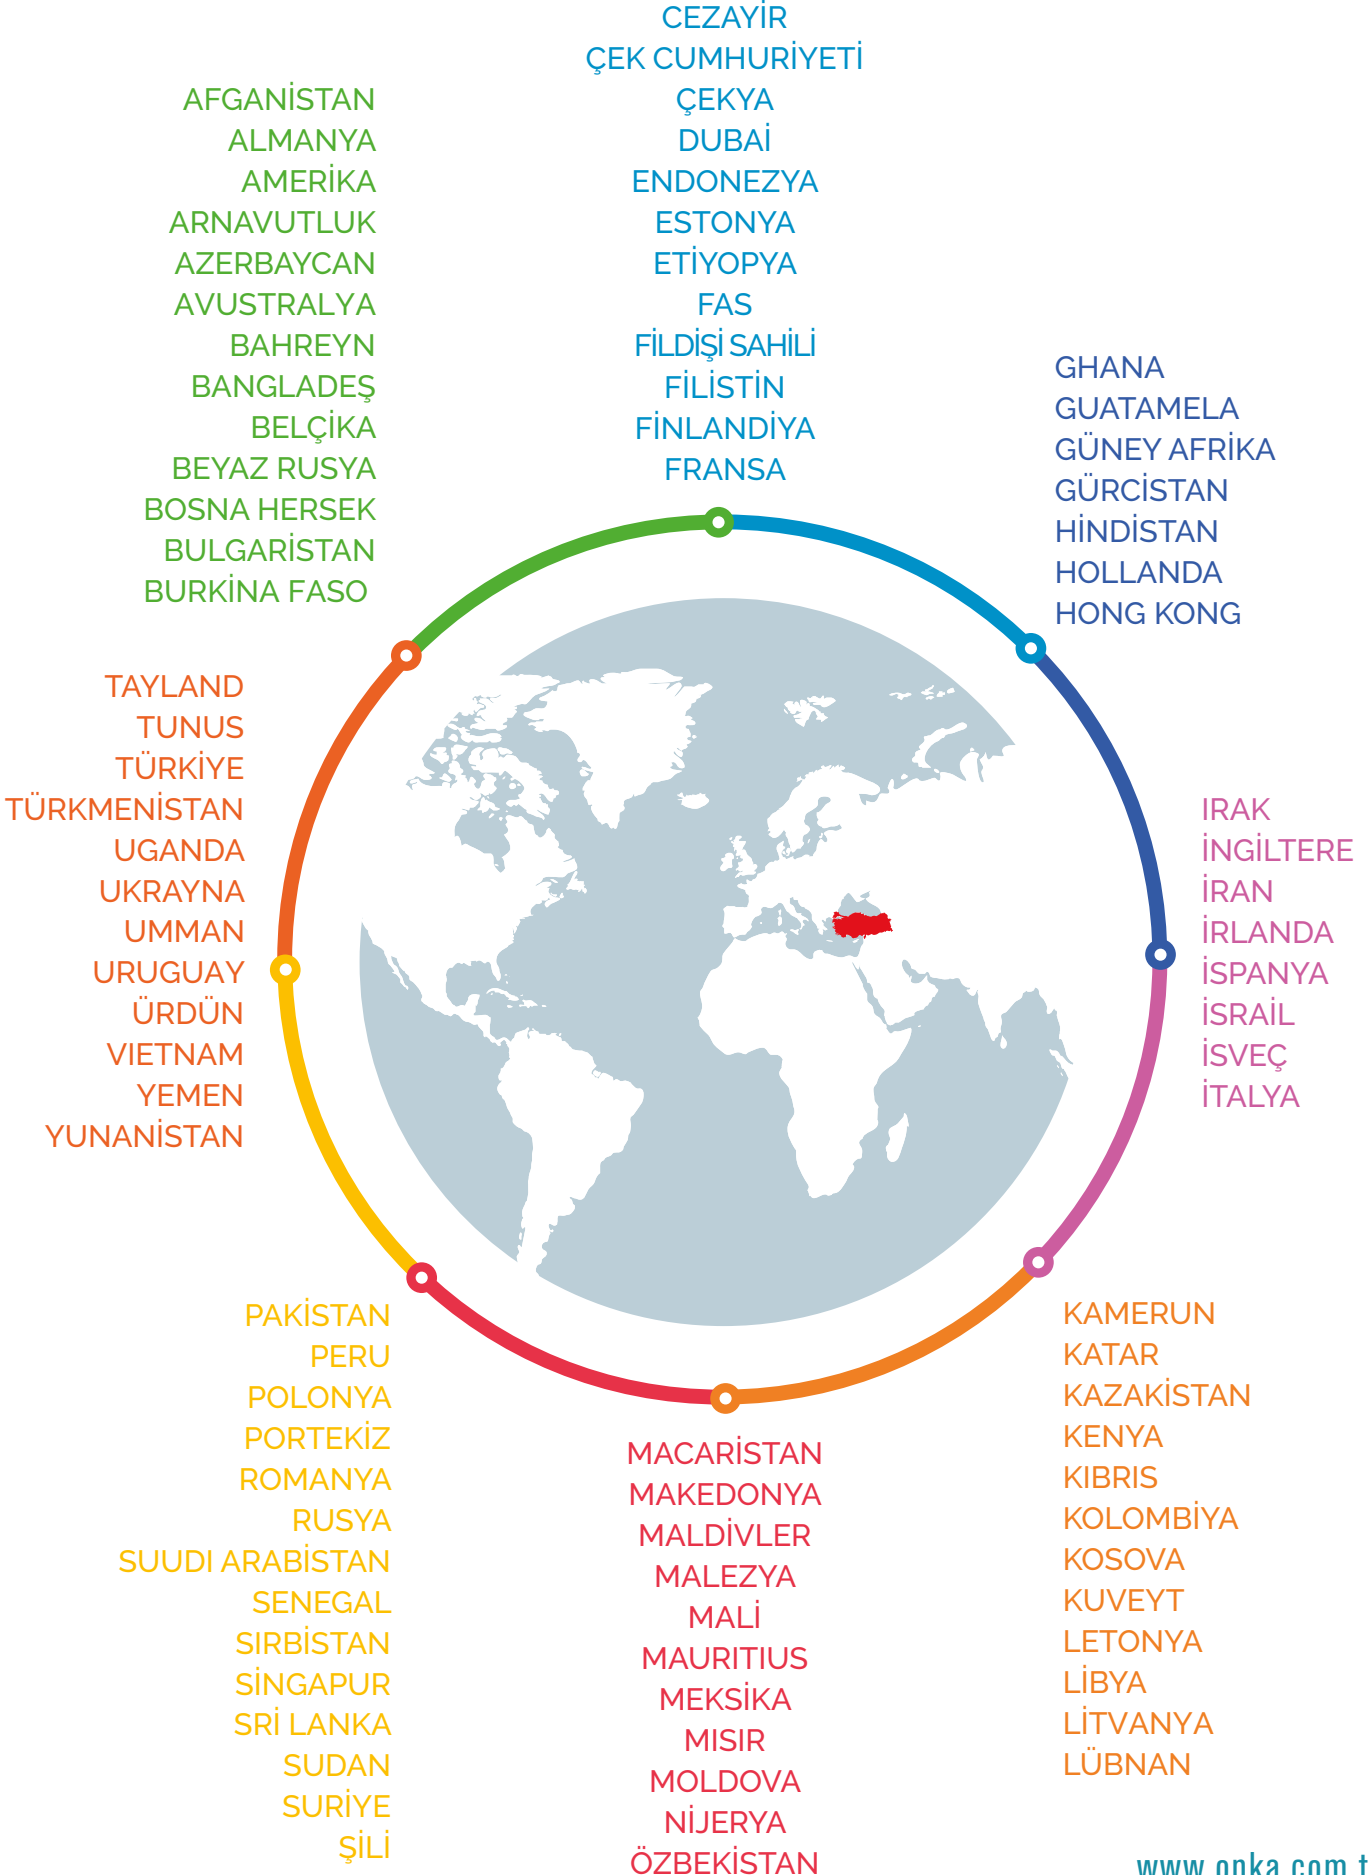 CEZAYİR
ÇEK CUMHURİYETİ
ÇEKYA
DUBAİ
ENDONEZYA
ESTONYA
ETİYOPYA
FAS
FİLDİŞİ SAHİLİ
FİLİSTİN
FİNLANDİYA
FRANSA
AFGANİSTAN
ALMANYA
AMERİKA
ARNAVUTLUK
AZERBAYCAN
AVUSTRALYA
BAHREYN
BANGLADEŞ
BELÇİKA
BEYAZ RUSYA
BOSNA HERSEK
BULGARİSTAN
BURKİNA FASO
GHANA
GUATAMELA
GÜNEY AFRİKA
GÜRCİSTAN
HİNDİSTAN
HOLLANDA
HONG KONG
TAYLAND
TUNUS
TÜRKİYE
TÜRKMENİSTAN
UGANDA
UKRAYNA
UMMAN
URUGUAY
ÜRDÜN
VIETNAM
YEMEN
YUNANİSTAN
IRAK
İNGİLTERE
İRAN
İRLANDA
İSPANYA
İSRAİL
İSVEÇ
İTALYA
PAKİSTAN
PERU
POLONYA
PORTEKİZ
ROMANYA
RUSYA
SUUDI ARABİSTAN
SENEGAL
SIRBİSTAN
SİNGAPUR
SRİ LANKA
SUDAN
SURİYE
ŞİLİ
MACARİSTAN
MAKEDONYA
MALDİVLER
MALEZYA
MALİ
MAURITIUS
MEKSİKA
MISIR
MOLDOVA
NİJERYA
ÖZBEKİSTAN
KAMERUN
KATAR
KAZAKİSTAN
KENYA
KIBRIS
KOLOMBİYA
KOSOVA
KUVEYT
LETONYA
LİBYA
LİTVANYA
LÜBNAN
www.onka.com.t